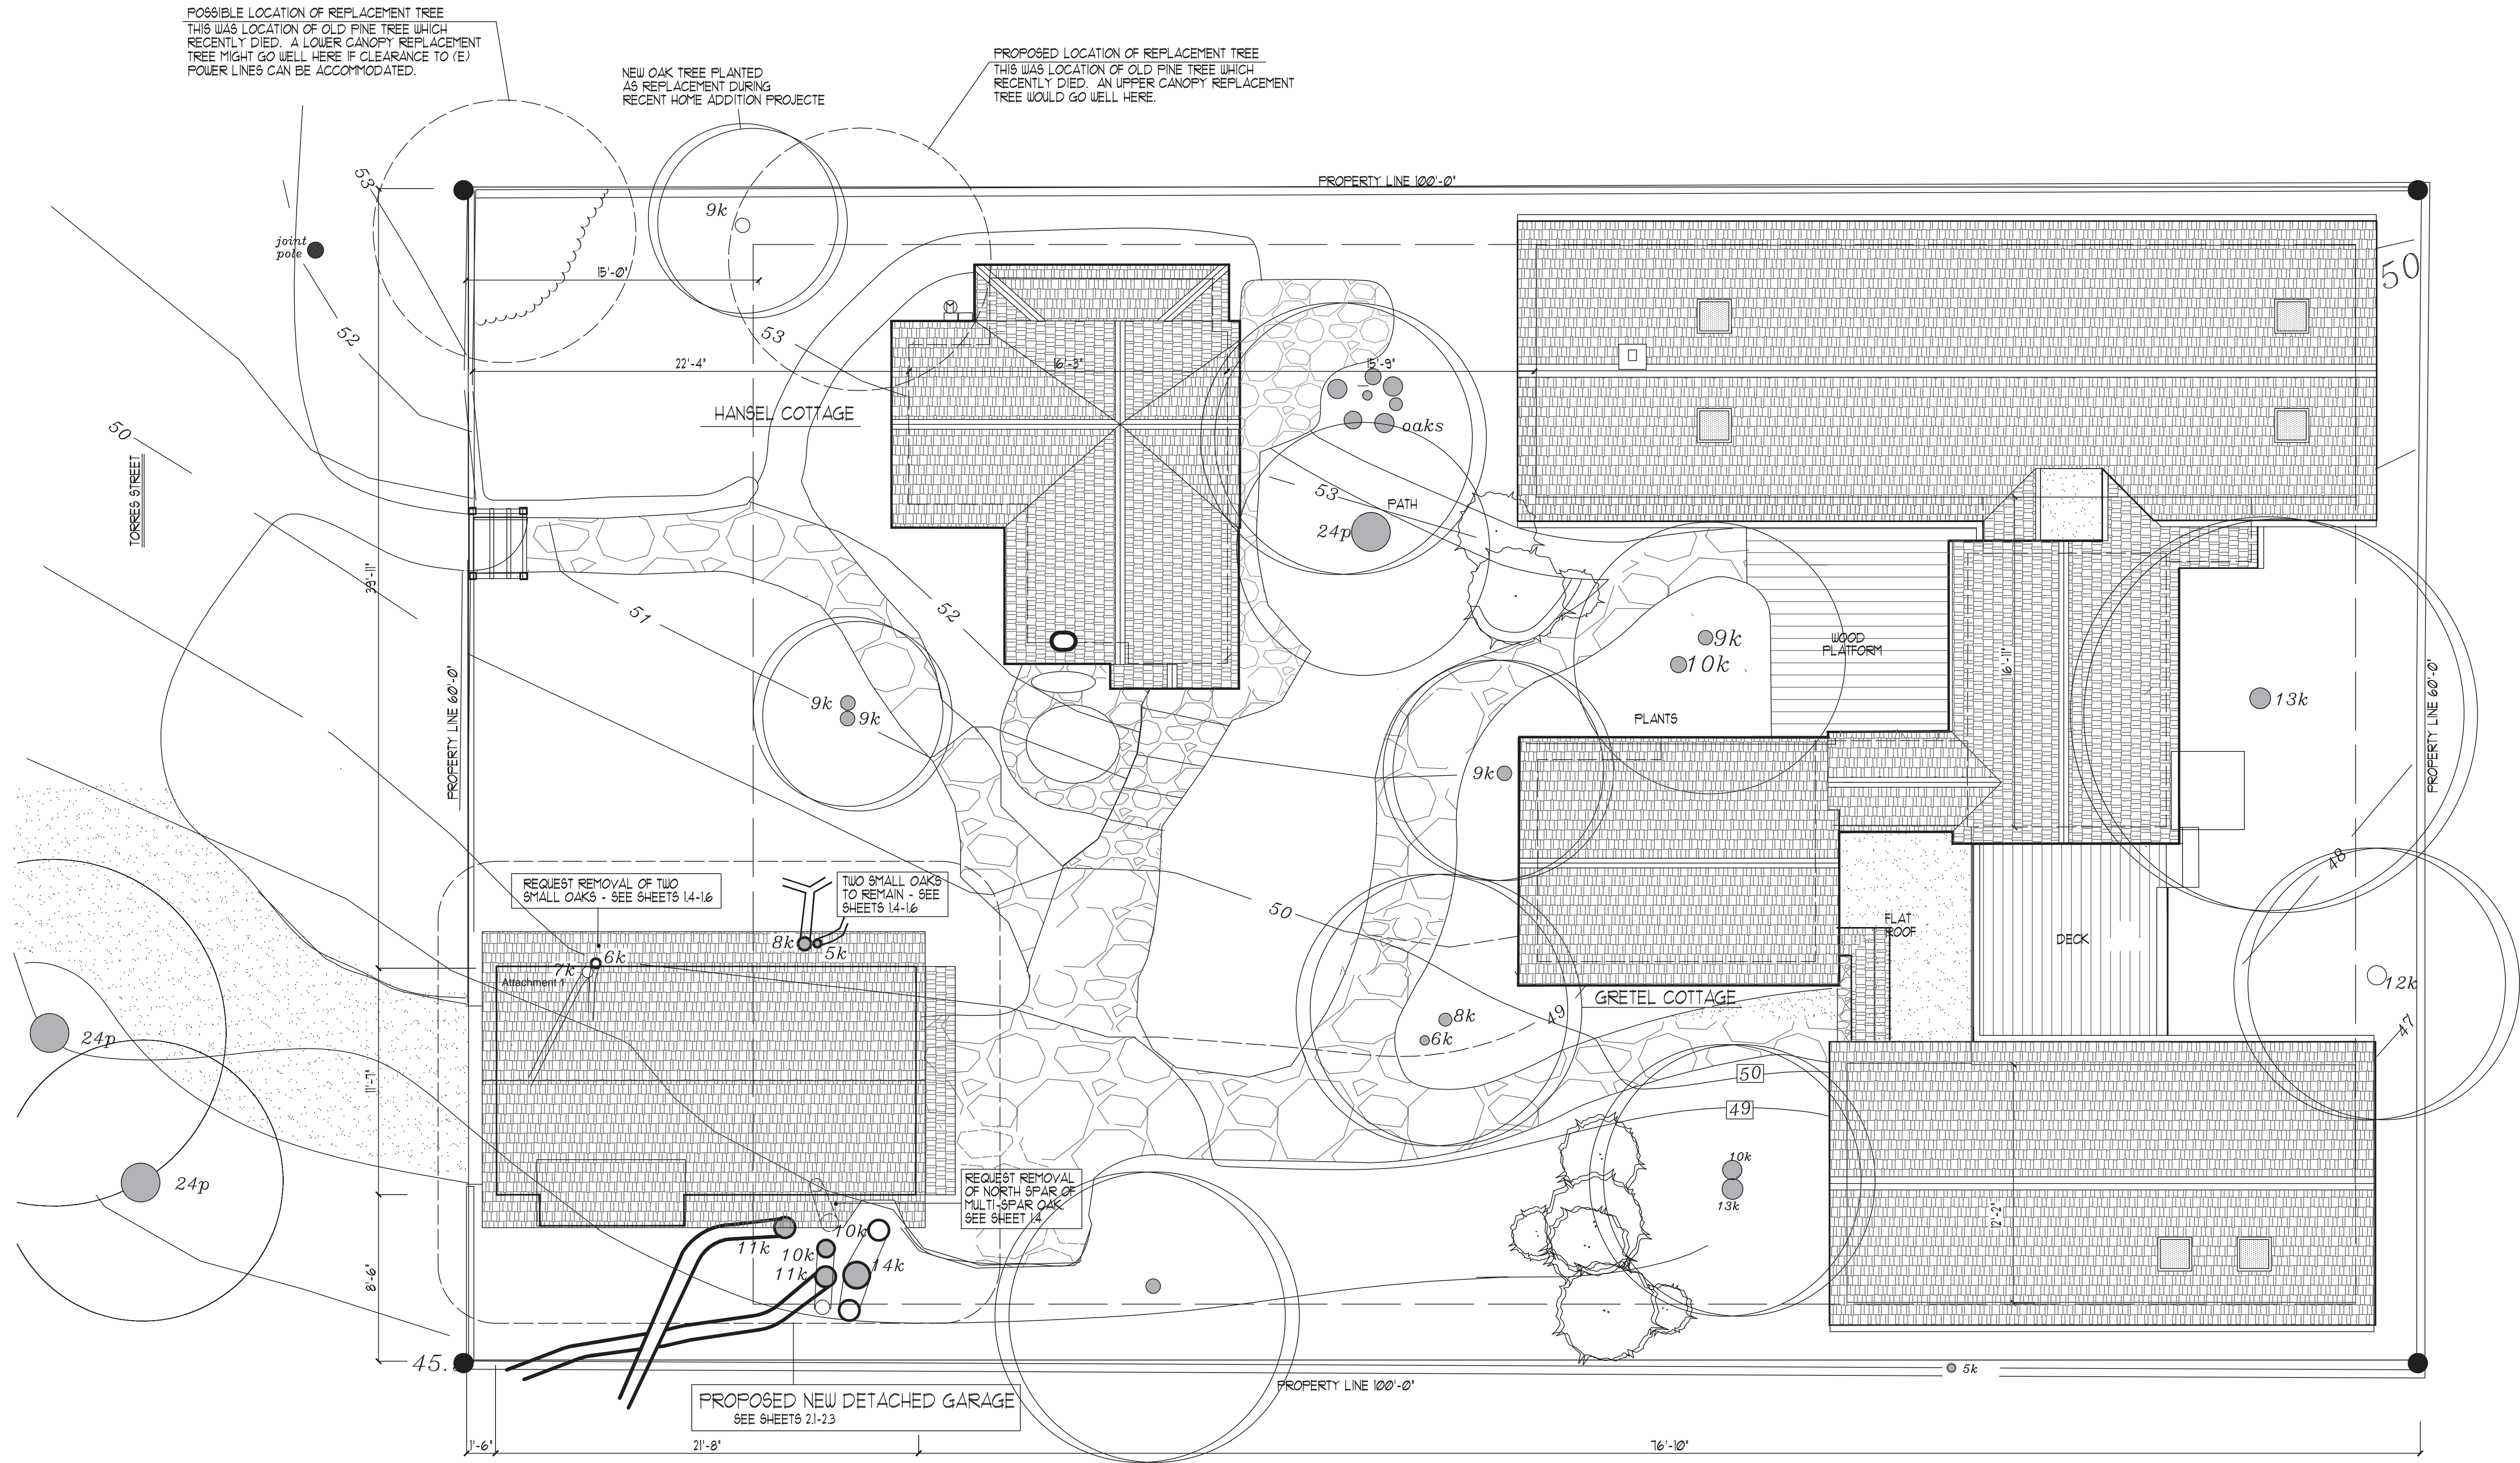 POSSIBLE LOCATION OF REPLACEMENT TREE
THIS WAS LOCATION OF OLD PINE TREE WHICH
RECENTLY DIED. A LOWER CANOPY REPLACEMENT
TREE MIGHT GO WELL HERE IF CLEARANCE TO (E)
POWER LINES CAN BE ACCOMMODATED.
NEW OAK TREE PLANTED
AS REPLACEMENT DURING
RECENT HOME ADDITION PROJECTE
PROPOSED LOCATION OF REPLACEMENT TREE
THIS WAS LOCATION OF OLD PINE TREE WHICH
RECENTLY DIED. AN UPPER CANOPY REPLACEMENT
TREE WOULD GO WELL HERE.
PROPERTY LINE 100'-0"
53
9k
joint
pole
15'-0"
50
52
53
M
22'-4"
16'-3"
15'-9"
HANSEL COTTAGE
oaks
50
TORRES STREET
53
PATH
24p
39'-11"
51
52
9k
10k
WOOD
PLATFORM
16'-11"
PROPERTY LINE 60'-0"
9k
9k
PLANTS
13k
PROPERTY LINE 60'-0"
9k
48
REQUEST REMOVAL OF TWO
SMALL OAKS - SEE SHEETS 1.4-1.6
TWO SMALL OAKS
TO REMAIN - SEE
SHEETS 1.4-1.6
50
FLAT
ROOF
DECK
8k
5k
6k
7k
Attachment 1
12k
GRETEL COTTAGE
49
8k
6k
47
24p
11'-7"
50
49
24p
10k
13k
REQUEST REMOVAL
OF NORTH SPAR OF
MULTI-SPAR OAK.
SEE SHEET 1.4
12'-2"
11k
10k
10k
11k
14k
8'-6"
45.
5k
PROPERTY LINE 100'-0"
PROPOSED NEW DETACHED GARAGE
SEE SHEETS 2.1-2.3
1'-6"
21'-8"
76'-10"